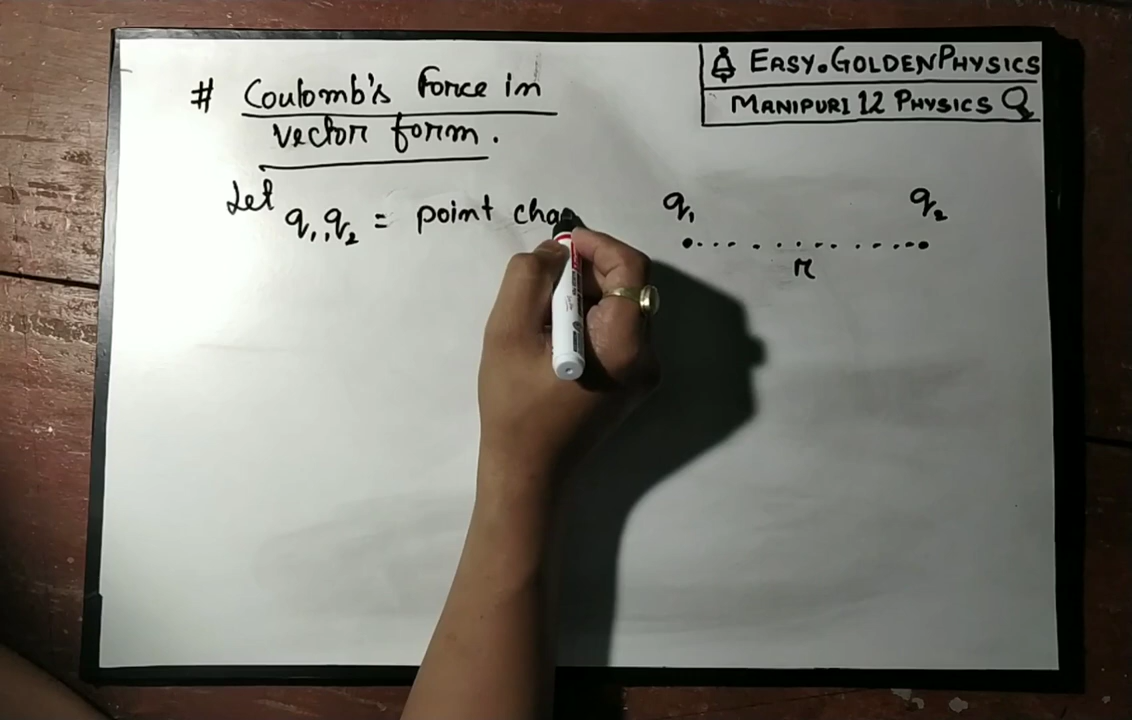 # Coulomb's Force in
vector form.
EASY.GOLDENPHYSICS
MANIPURI 12 PHYSICS
Let q₁,q₂ = point cha
q₁
q₂
r